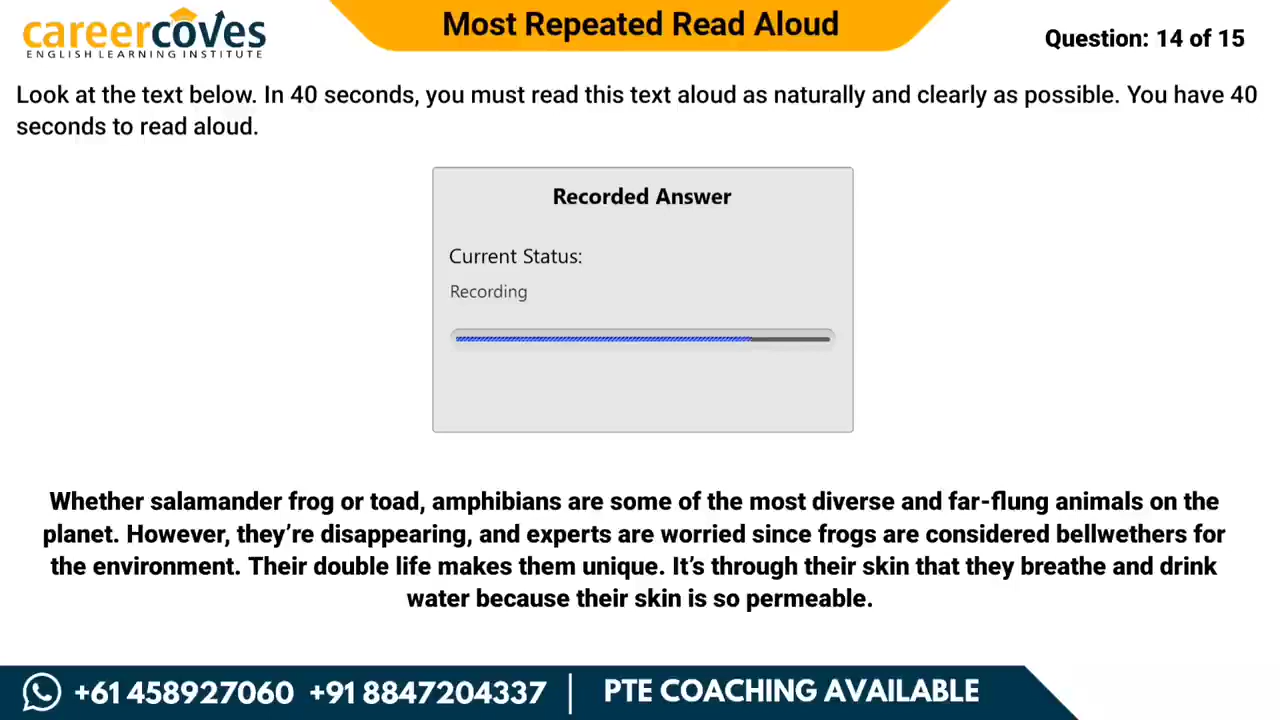 careercoves
ENGLISH LEARNING INSTITUTE
Most Repeated Read Aloud
Question: 14 of 15
Look at the text below. In 40 seconds, you must read this text aloud as naturally and clearly as possible. You have 40
seconds to read aloud.
Recorded Answer
Current Status:
Recording
Whether salamander frog or toad, amphibians are some of the most diverse and far-flung animals on the
planet. However, they’re disappearing, and experts are worried since frogs are considered bellwethers for
the environment. Their double life makes them unique. It’s through their skin that they breathe and drink
water because their skin is so permeable.
+61 458927060 +91 8847204337 | PTE COACHING AVAILABLE